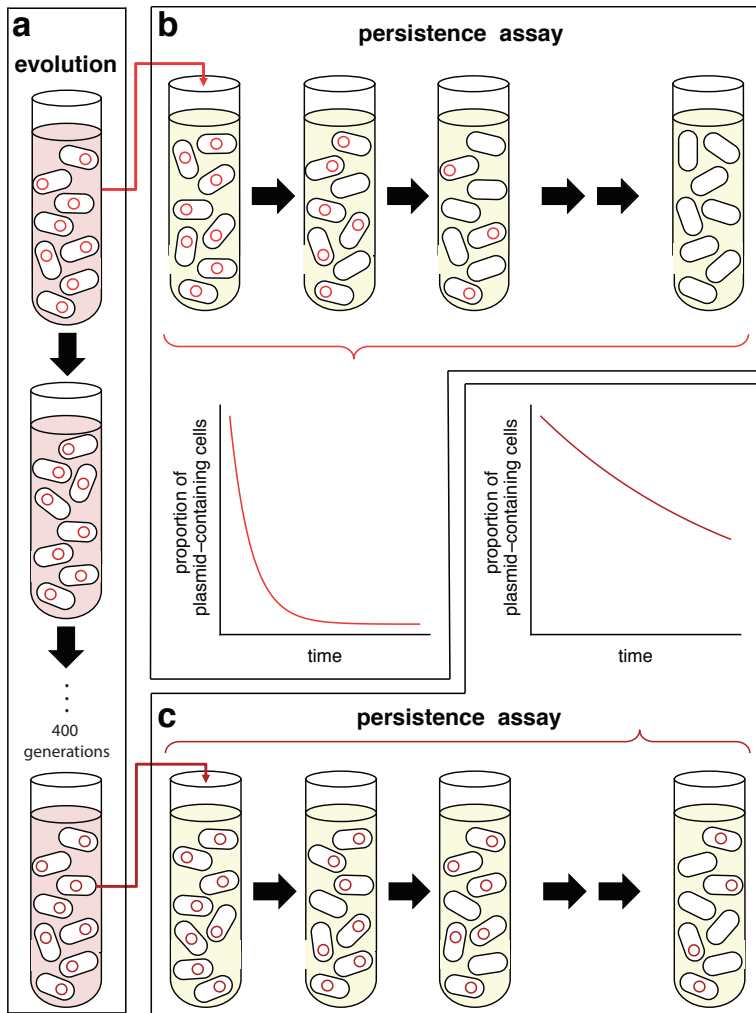 a
evolution
400
generations
b
persistence assay
proportion of
plasmid–containing cells
time
proportion of
plasmid–containing cells
time
c
persistence assay